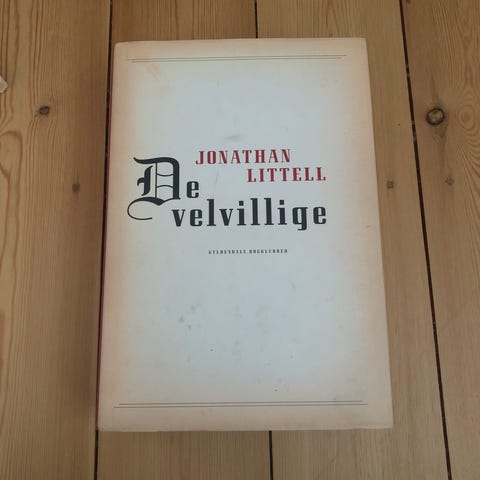 JONATHAN
LITTELL
De
velvillige
GYLDENDALS BOGKLUBBER